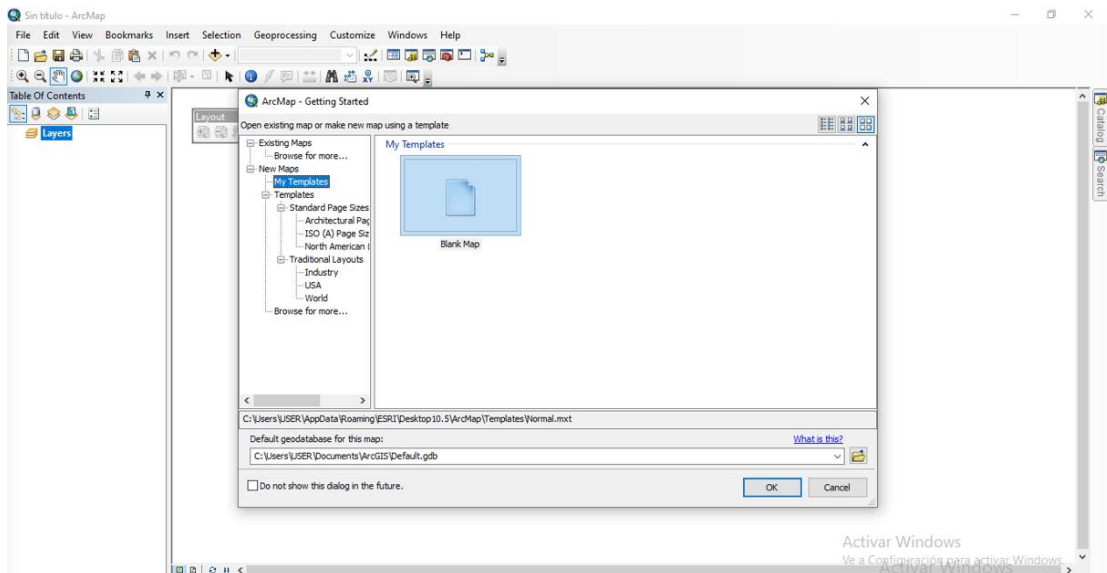 Sin título - ArcMap
File Edit View Bookmarks Insert Selection Geoprocessing Customize Windows Help
Table Of Contents
Layers
Layout
ArcMap - Getting Started
Open existing map or make new map using a template
Existing Maps
Browse for more...
New Maps
My Templates
Templates
Standard Page Sizes
Architectural Pag
ISO (A) Page Siz
North American
Traditional Layouts
Industry
USA
World
Browse for more...
My Templates
Blank Map
C:\Users\USER\AppData\Roaming\ESRI\Desktop10.5\ArcMap\Templates\Normal.mxt
Default geodatabase for this map:
What is this?
C:\Users\USER\Documents\ArcGIS\Default.gdb
Do not show this dialog in the future.
OK Cancel
Catalog
Search
Activar Windows
Ve a Configuración para activar Windows.
Activar Windows